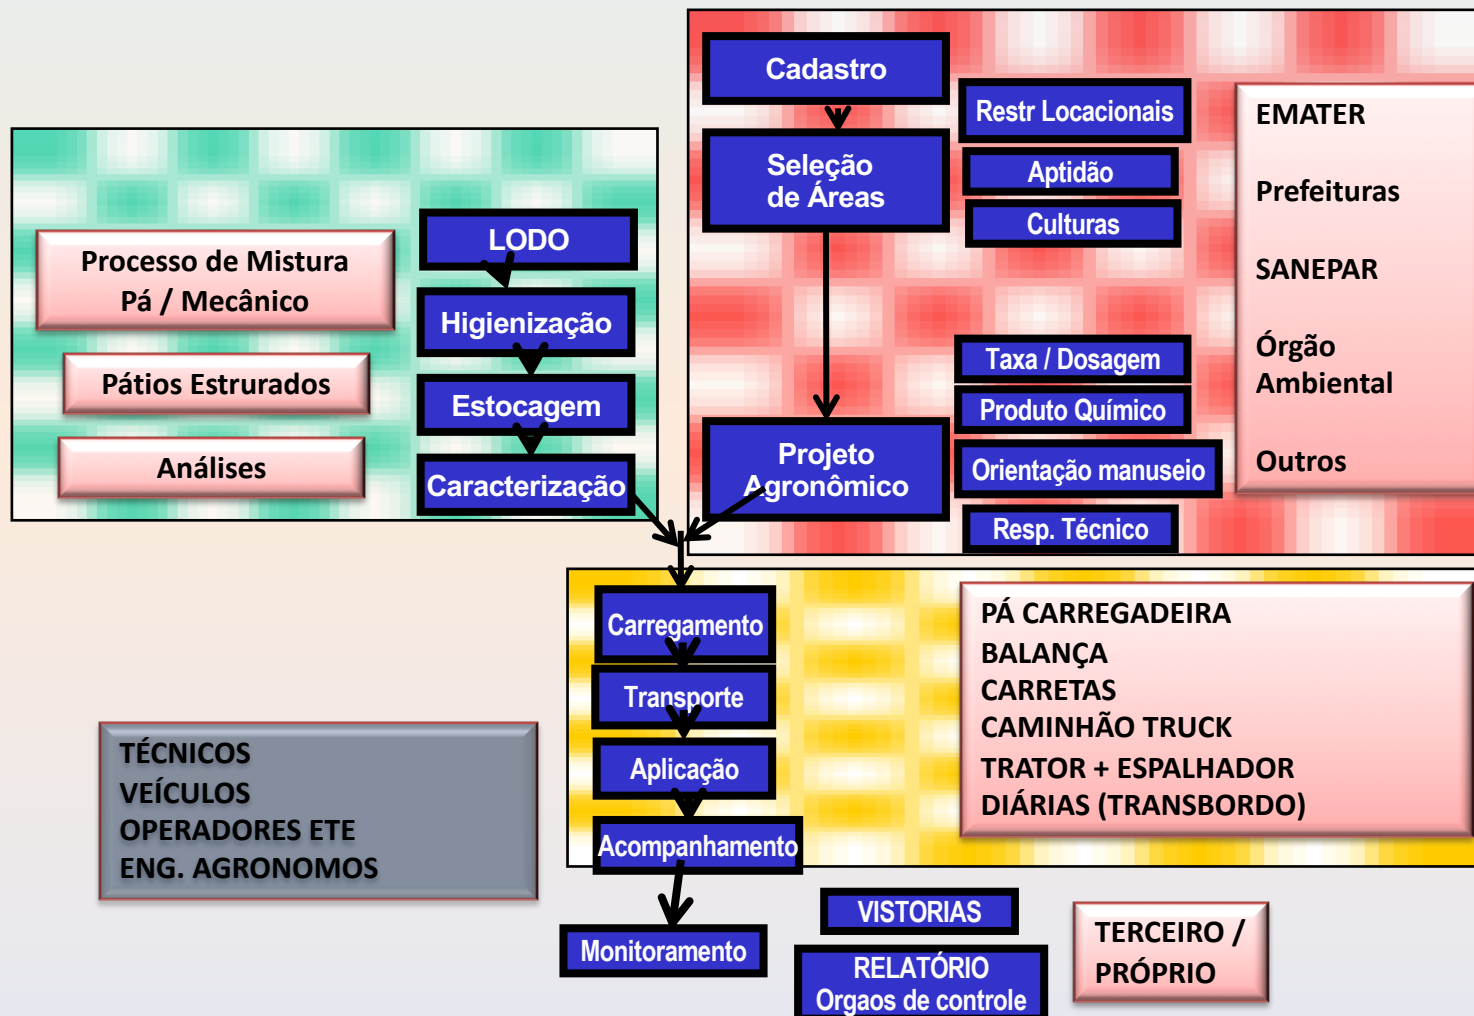 Cadastro
Restr Locacionais
Seleção
de Áreas
Aptidão
Culturas
EMATER
Prefeituras
SANEPAR
Órgão
Ambiental
Outros
LODO
Processo de Mistura
Pá / Mecânico
Higienização
Pátios Estrurados
Estocagem
Análises
Caracterização
Taxa / Dosagem
Produto Químico
Projeto
Agronômico
Orientação manuseio
Resp. Técnico
Carregamento
Transporte
Aplicação
Acompanhamento
Monitoramento
PÁ CARREGADEIRA
BALANÇA
CARRETAS
CAMINHÃO TRUCK
TRATOR + ESPALHADOR
DIÁRIAS (TRANSBORDO)
TÉCNICOS
VEÍCULOS
OPERADORES ETE
ENG. AGRONOMOS
VISTORIAS
RELATÓRIO
Orgaos de controle
TERCEIRO /
PRÓPRIO